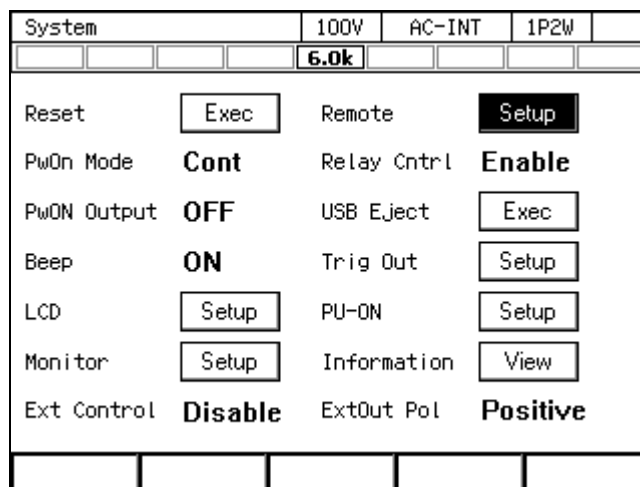 System 100V AC-INT 1P2W
6.0k
Reset Exec Remote Setup
PwOn Mode Cont Relay Cntrl Enable
PwON Output OFF USB Eject Exec
Beep ON Trig Out Setup
LCD Setup PU-ON Setup
Monitor Setup Information View
Ext Control Disable ExtOut Pol Positive